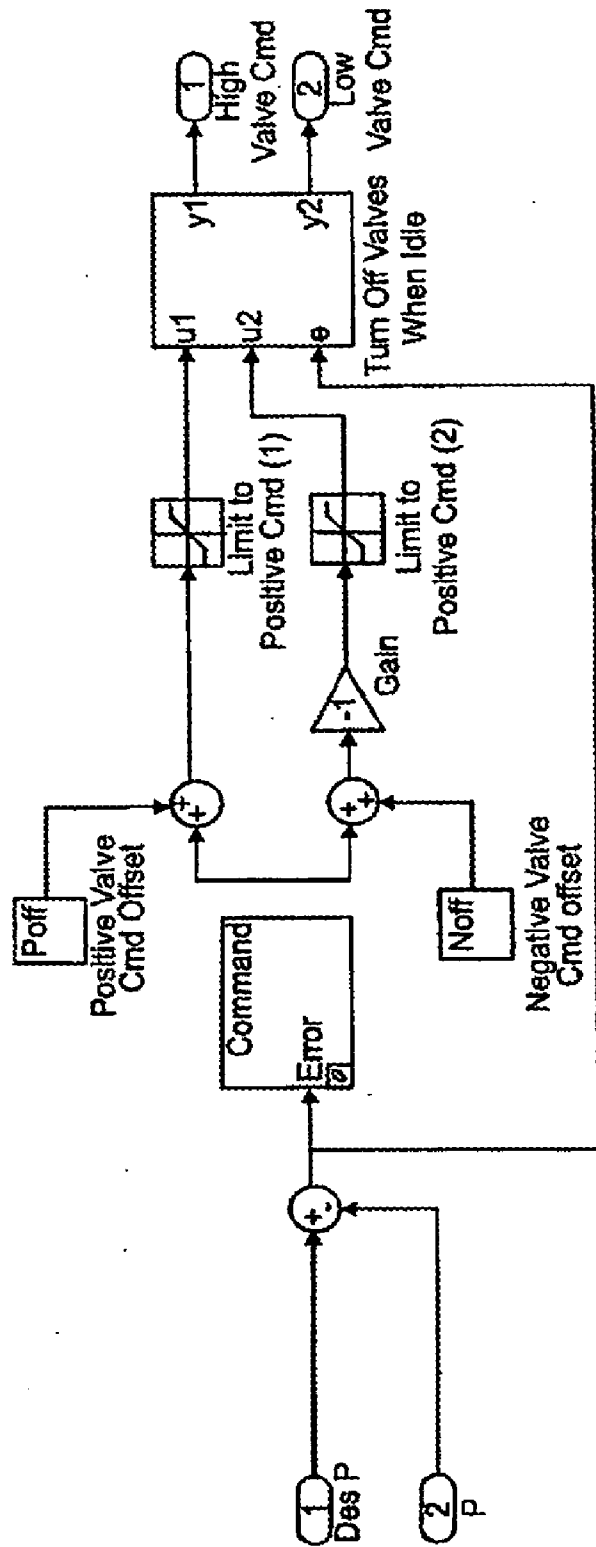 1
Des P
2
P
+
-
Error
Command
Poff
Positive Valve
Cmd Offset
Noff
Negative Valve
Cmd offset
+
+
+
+
-1
Gain
Limit to
Positive Cmd (1)
Limit to
Positive Cmd (2)
u1
u2
e
y1
y2
Turn Off Valves
When Idle
1
High
Valve Cmd
2
Low
Valve Cmd